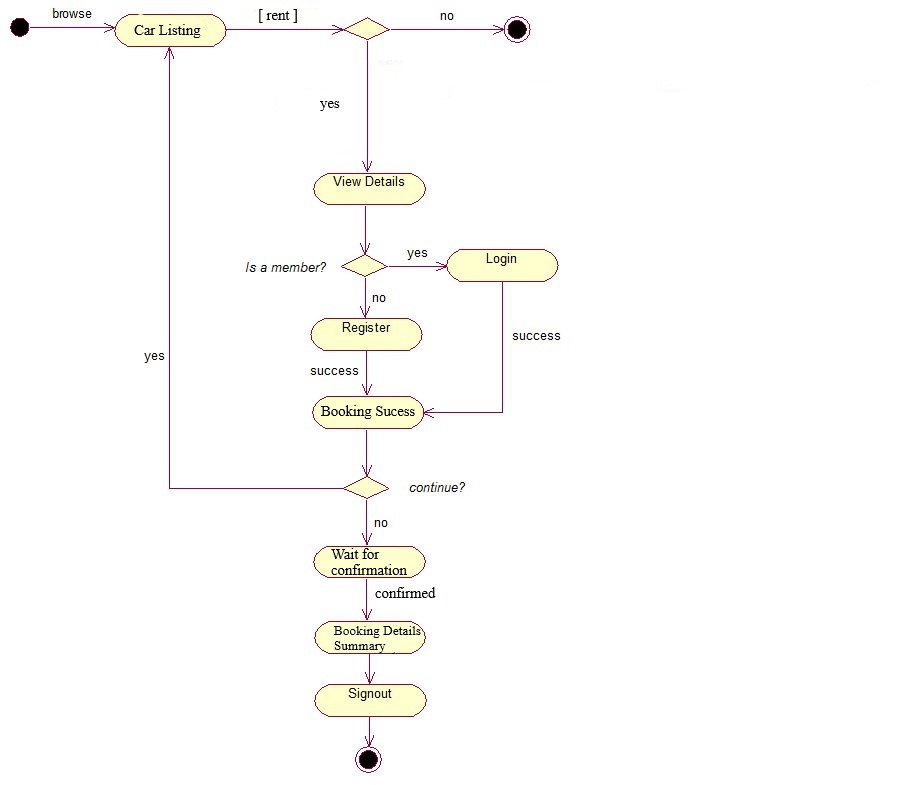 browse
Car Listing
[ rent ]
no
yes
View Details
Is a member?
yes
Login
no
Register
success
success
yes
Booking Sucess
continue?
no
Wait for
confirmation
confirmed
Booking Details
Summary
Signout